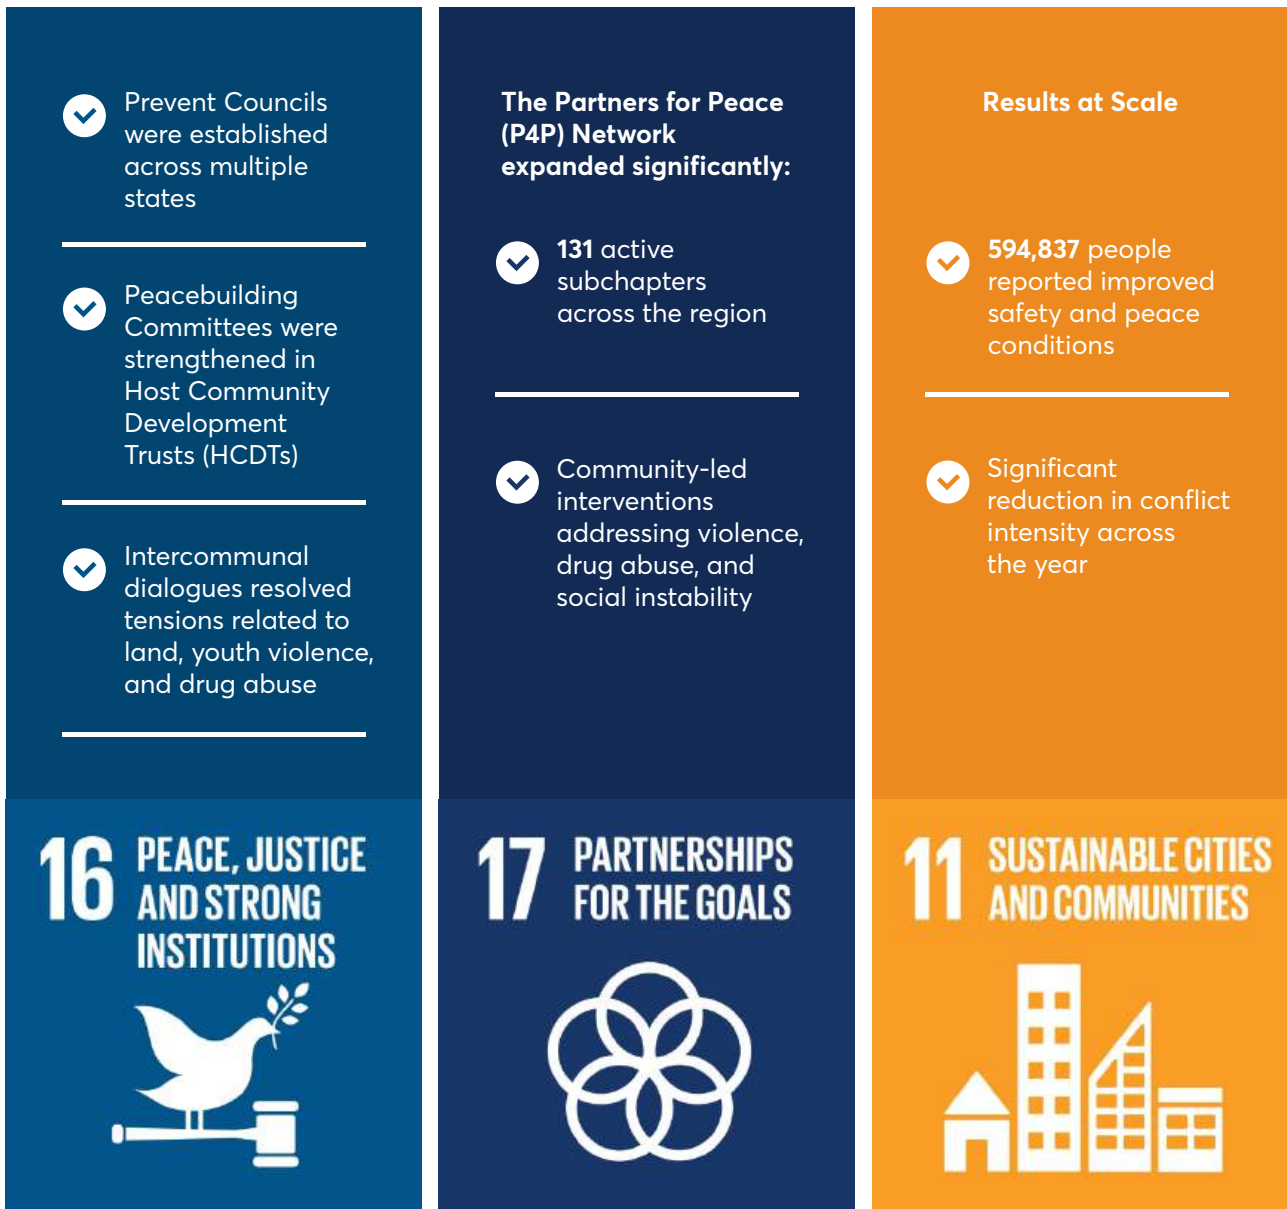 Prevent Councils
were established
across multiple
states
Peacebuilding
Committees were
strengthened in
Host Community
Development
Trusts (HCDTs)
Intercommunal
dialogues resolved
tensions related to
land, youth violence,
and drug abuse
16 PEACE, JUSTICE
AND STRONG
INSTITUTIONS
The Partners for Peace
(P4P) Network
expanded significantly:
131 active
subchapters
across the region
Community-led
interventions
addressing violence,
drug abuse, and
social instability
17 PARTNERSHIPS
FOR THE GOALS
Results at Scale
594,837 people
reported improved
safety and peace
conditions
Significant
reduction in conflict
intensity across
the year
11 SUSTAINABLE CITIES
AND COMMUNITIES